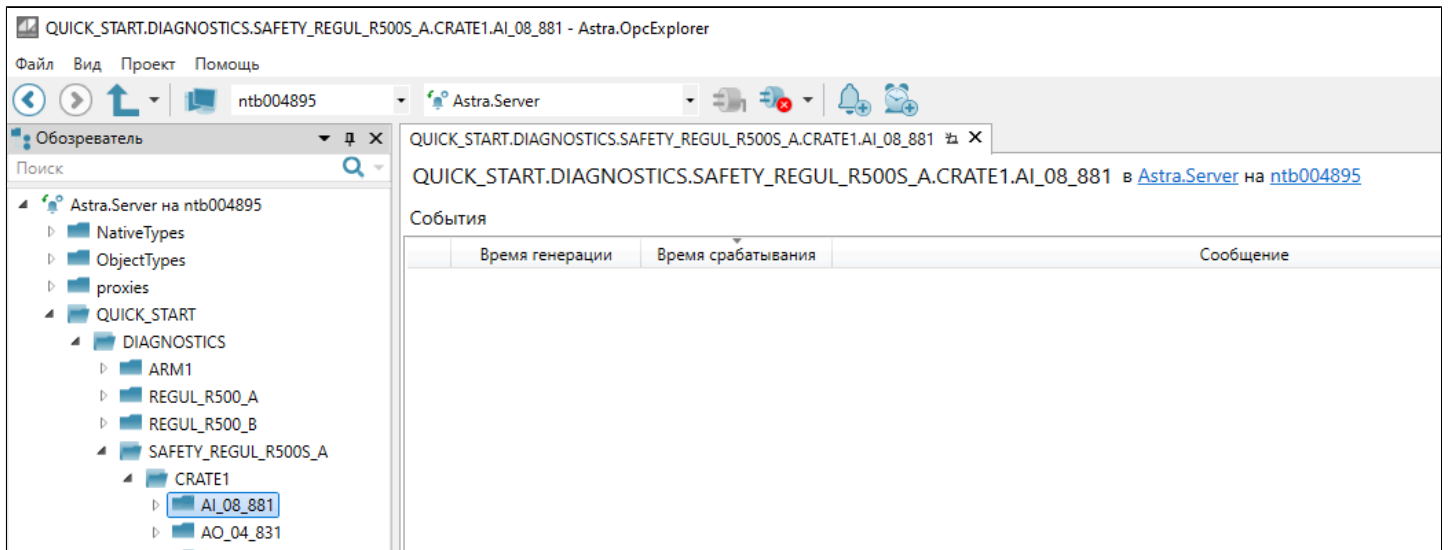 QUICK_START.DIAGNOSTICS.SAFETY_REGUL_R500S_A.CRATE1.AI_08_881 - Astra.OpcExplorer
Файл Вид Проект Помощь
ntb004895 Astra.Server
Обозреватель
Поиск
Astra.Server на ntb004895
NativeTypes
ObjectTypes
proxies
QUICK_START
DIAGNOSTICS
ARM1
REGUL_R500_A
REGUL_R500_B
SAFETY_REGUL_R500S_A
CRATE1
AI_08_881
AO_04_831
QUICK_START.DIAGNOSTICS.SAFETY_REGUL_R500S_A.CRATE1.AI_08_881
QUICK_START.DIAGNOSTICS.SAFETY_REGUL_R500S_A.CRATE1.AI_08_881 в Astra.Server на ntb004895
События
Время генерации Время срабатывания Сообщение